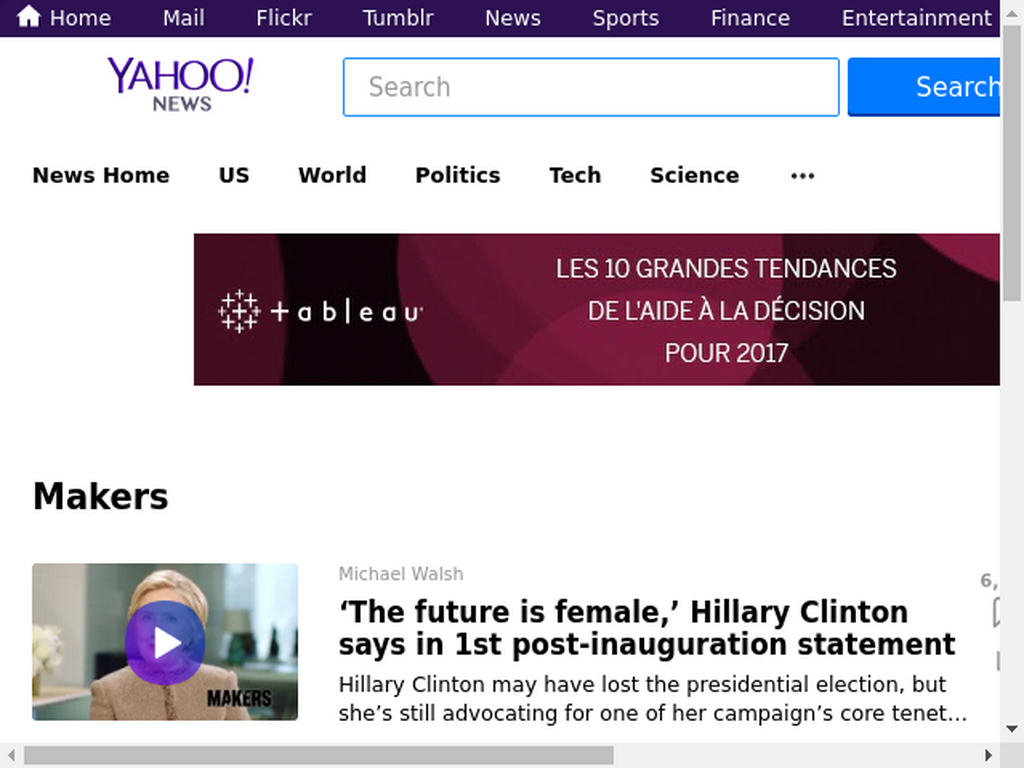 Home Mail Flickr Tumblr News Sports Finance Entertainment
YAHOO!
NEWS
Search
Search
News Home US World Politics Tech Science •••
+ableau
LES 10 GRANDES TENDANCES
DE L'AIDE À LA DÉCISION
POUR 2017
Makers
Michael Walsh
6,
‘The future is female,’ Hillary Clinton
says in 1st post-inauguration statement
Hillary Clinton may have lost the presidential election, but
she’s still advocating for one of her campaign’s core tenet...
MAKERS